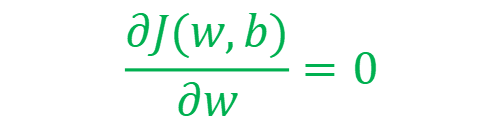 ∂J(w, b)
∂w
= 0